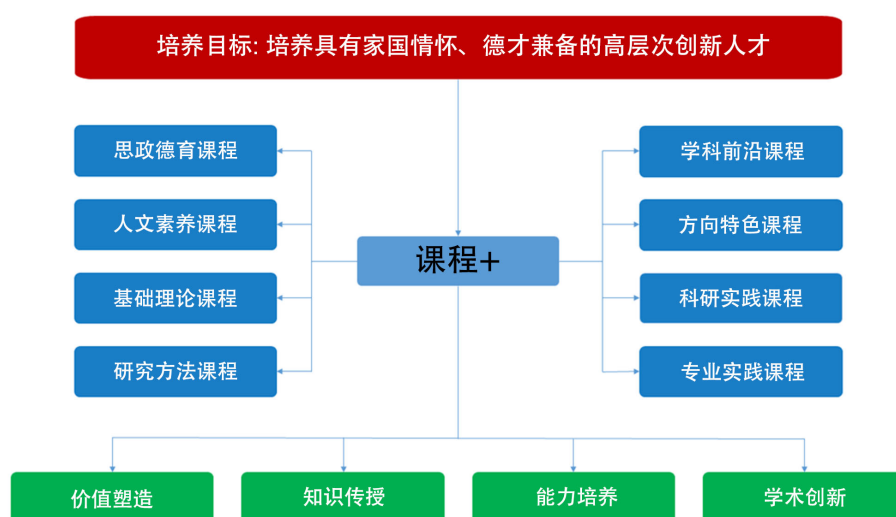 培养目标: 培养具有家国情怀、德才兼备的高层次创新人才
思政德育课程
学科前沿课程
人文素养课程
方向特色课程
课程+
基础理论课程
科研实践课程
研究方法课程
专业实践课程
价值塑造
知识传授
能力培养
学术创新